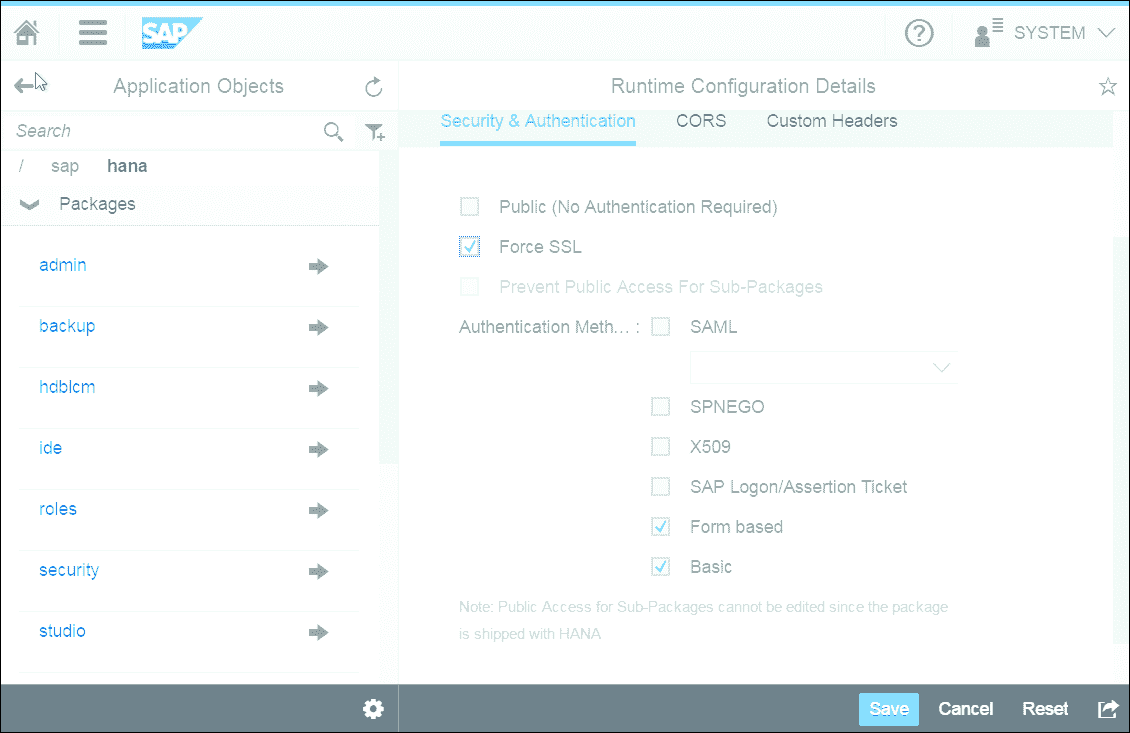 SAP
SYSTEM
Application Objects
Runtime Configuration Details
Search
Security & Authentication CORS Custom Headers
/ sap hana
Packages
admin
backup
hdblcm
ide
roles
security
studio
Public (No Authentication Required)
Force SSL
Prevent Public Access For Sub-Packages
Authentication Meth... : SAML
SPNEGO
X509
SAP Logon/Assertion Ticket
Form based
Basic
Note: Public Access for Sub-Packages cannot be edited since the package
is shipped with HANA
Save Cancel Reset